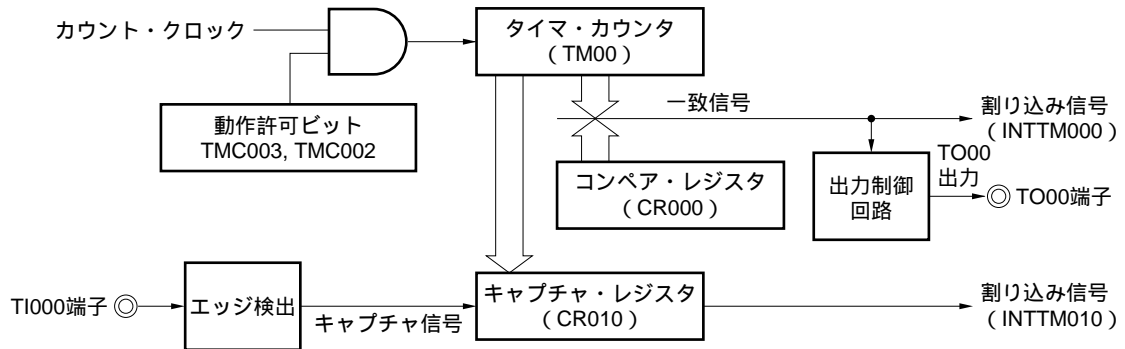 カウント・クロック
タイマ・カウンタ
（TM00）
動作許可ビット
TMC003, TMC002
一致信号
割り込み信号
（INTTM000）
コンペア・レジスタ
（CR000）
出力制御
回路
TO00
出力
TO00端子
TI000端子
エッジ検出
キャプチャ信号
キャプチャ・レジスタ
（CR010）
割り込み信号
（INTTM010）